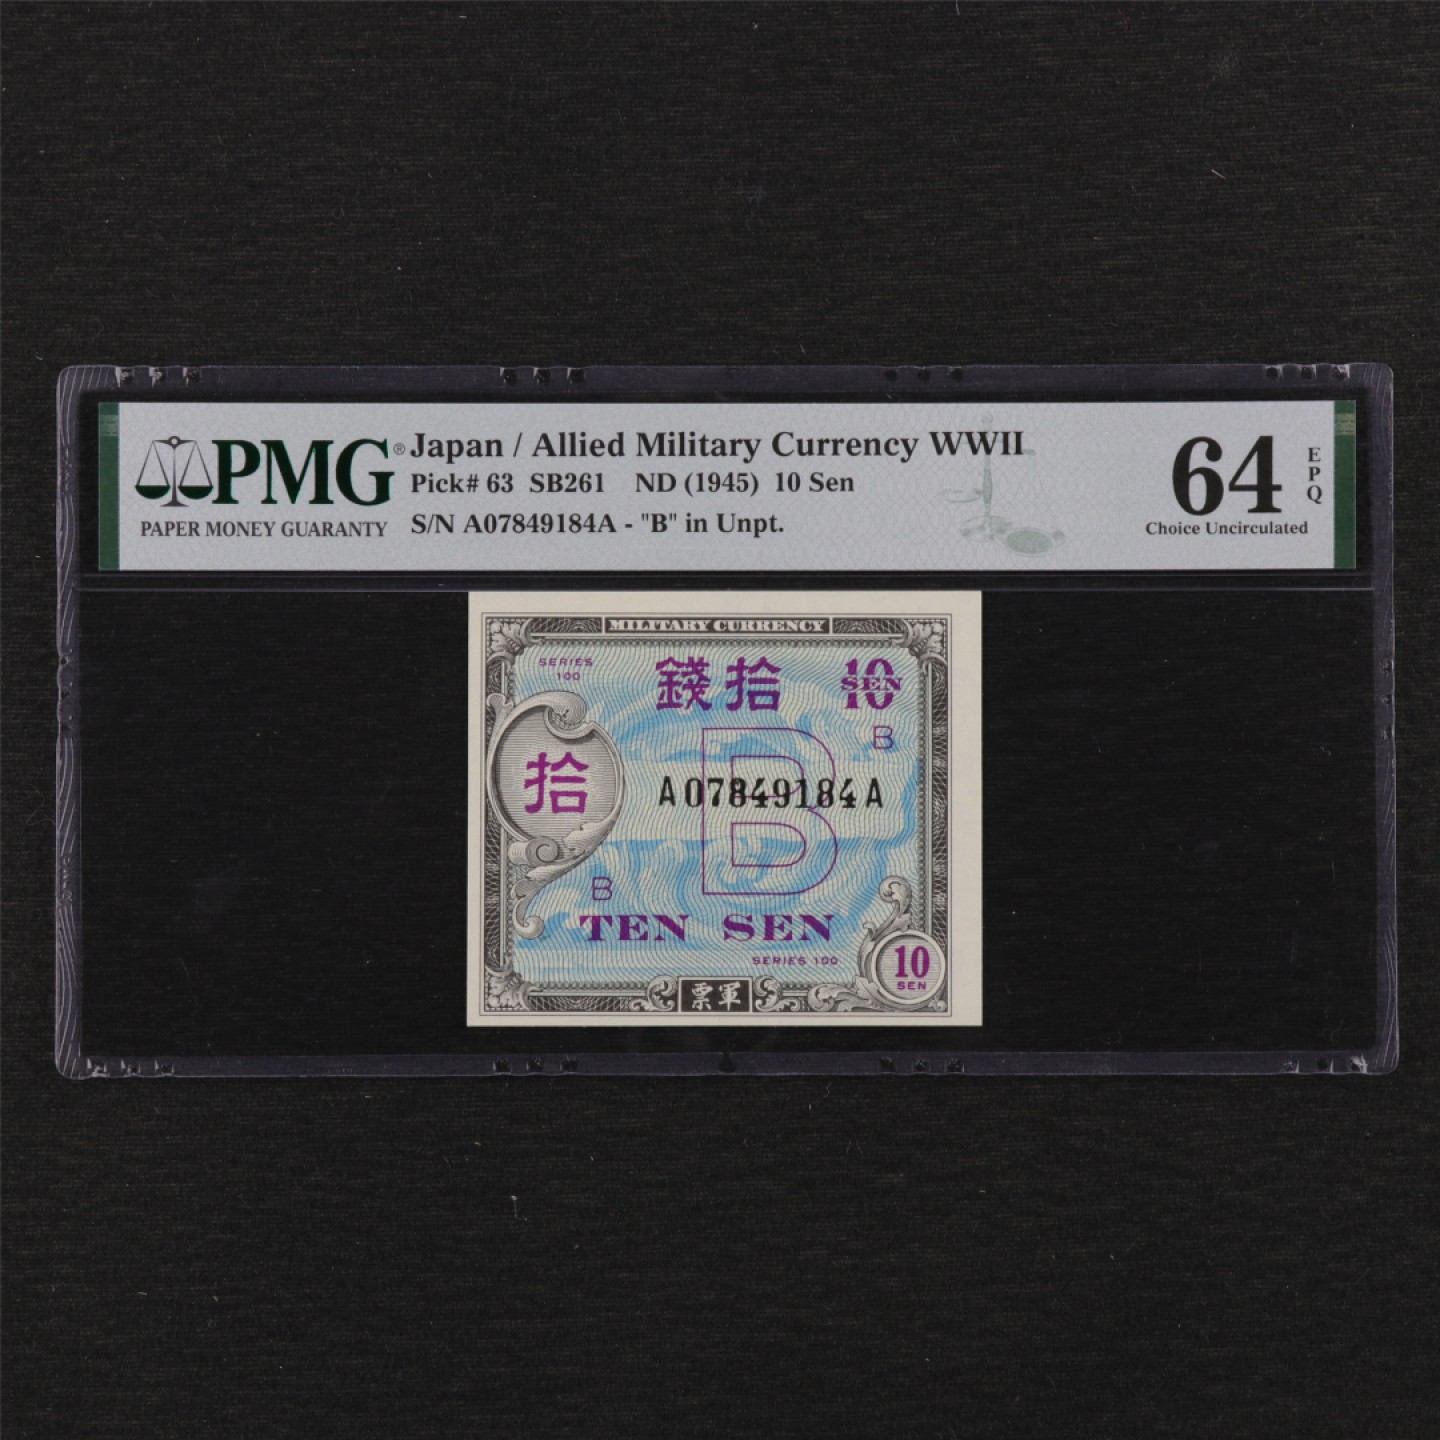 PMG®
PAPER MONEY GUARANTY
Japan / Allied Military Currency WWII
Pick# 63 SB261 ND (1945) 10 Sen
S/N A07849184A - "B" in Unpt.
64 EPQ
Choice Uncirculated
MILITARY CURRENCY
SERIES 100
錢拾
10 SEN
B
拾
A07849184A
B
B
TEN SEN
SERIES 100
10 SEN
票軍